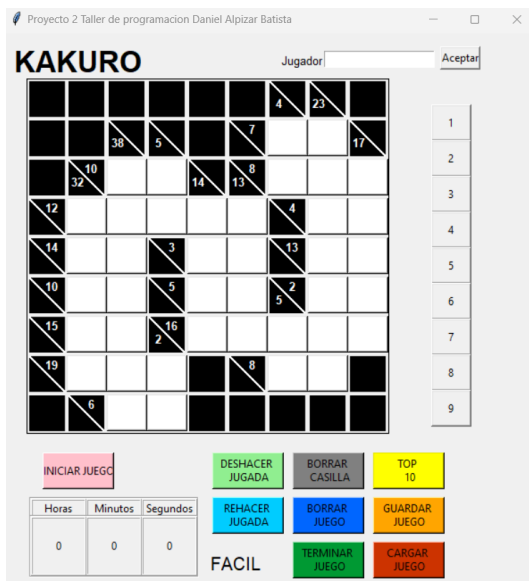 Proyecto 2 Taller de programacion Daniel Alpizar Batista
KAKURO
Jugador
Aceptar
4 23
38 5 7 17
10 32 14 8 13
12 4
14 3 13
10 5 2 5
15 16 2
19 8
6
1
2
3
4
5
6
7
8
9
INICIAR JUEGO
DESHACER
JUGADA
BORRAR
CASILLA
TOP
10
Horas Minutos Segundos
0 0 0
REHACER
JUGADA
BORRAR
JUEGO
GUARDAR
JUEGO
FACIL
TERMINAR
JUEGO
CARGAR
JUEGO